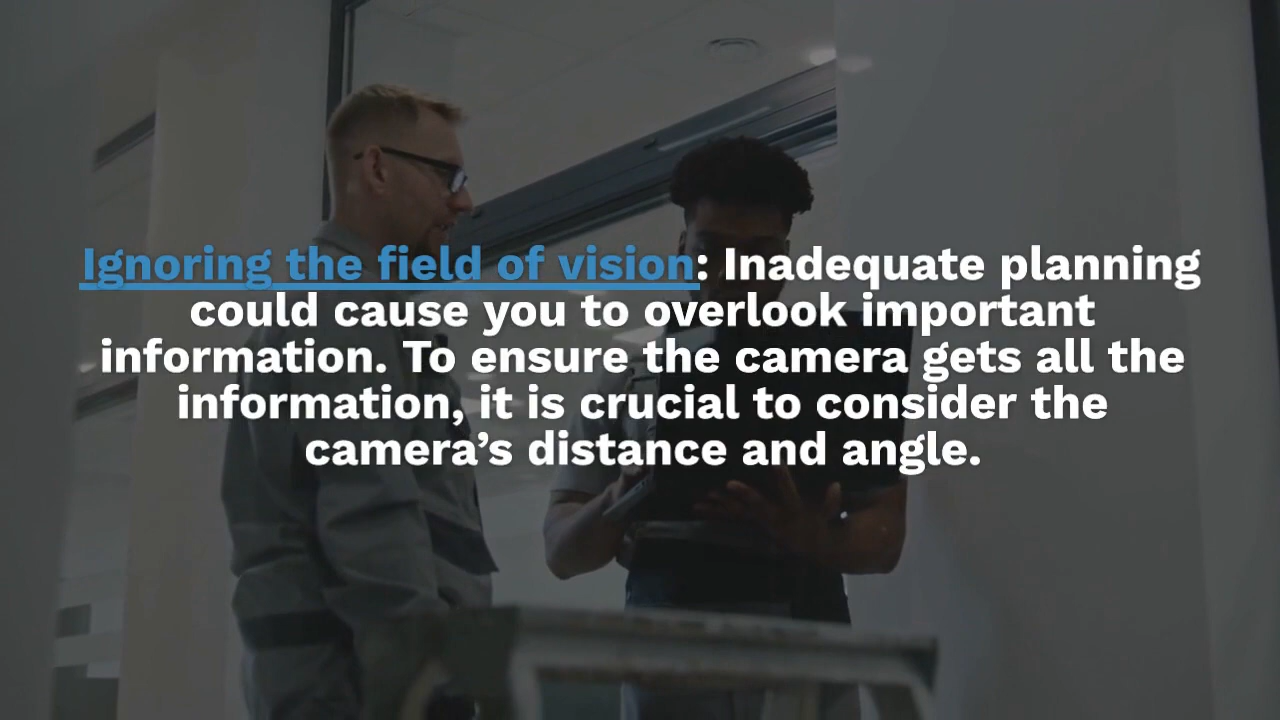 Ignoring the field of vision: Inadequate planning
could cause you to overlook important
information. To ensure the camera gets all the
information, it is crucial to consider the
camera’s distance and angle.